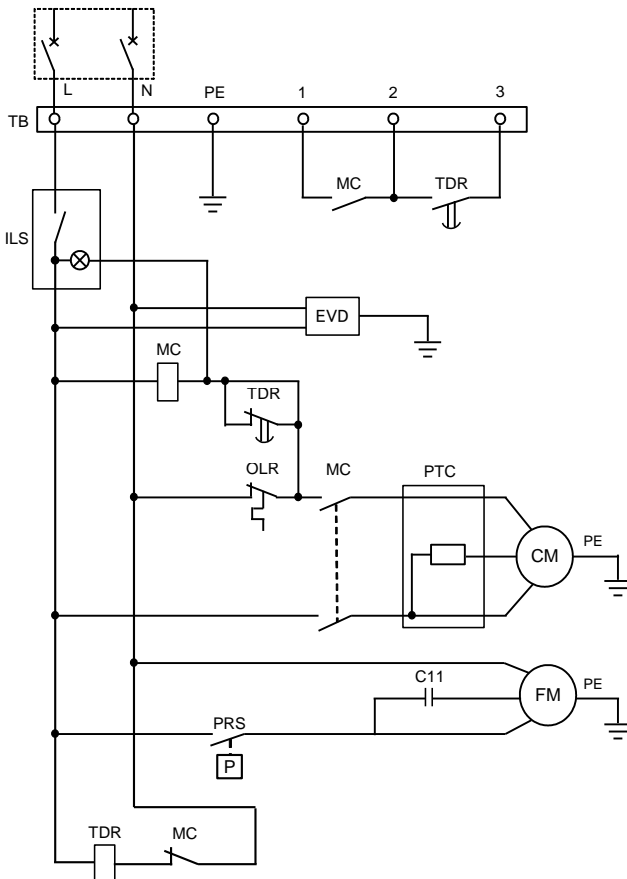 L N PE 1 2 3
TB
MC TDR
ILS
EVD
MC
TDR
OLR MC PTC
CM PE
C11
FM PE
PRS
P
TDR MC